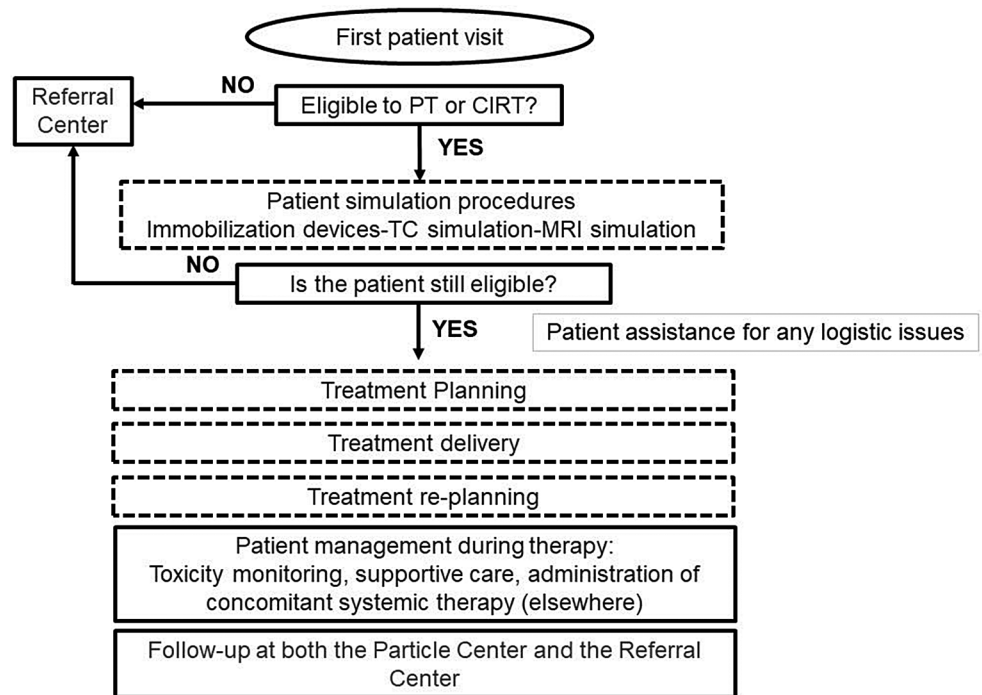 First patient visit
NO
Referral
Center
Eligible to PT or CIRT?
YES
Patient simulation procedures
Immobilization devices-TC simulation-MRI simulation
NO
Is the patient still eligible?
YES
Patient assistance for any logistic issues
Treatment Planning
Treatment delivery
Treatment re-planning
Patient management during therapy:
Toxicity monitoring, supportive care, administration of
concomitant systemic therapy (elsewhere)
Follow-up at both the Particle Center and the Referral
Center